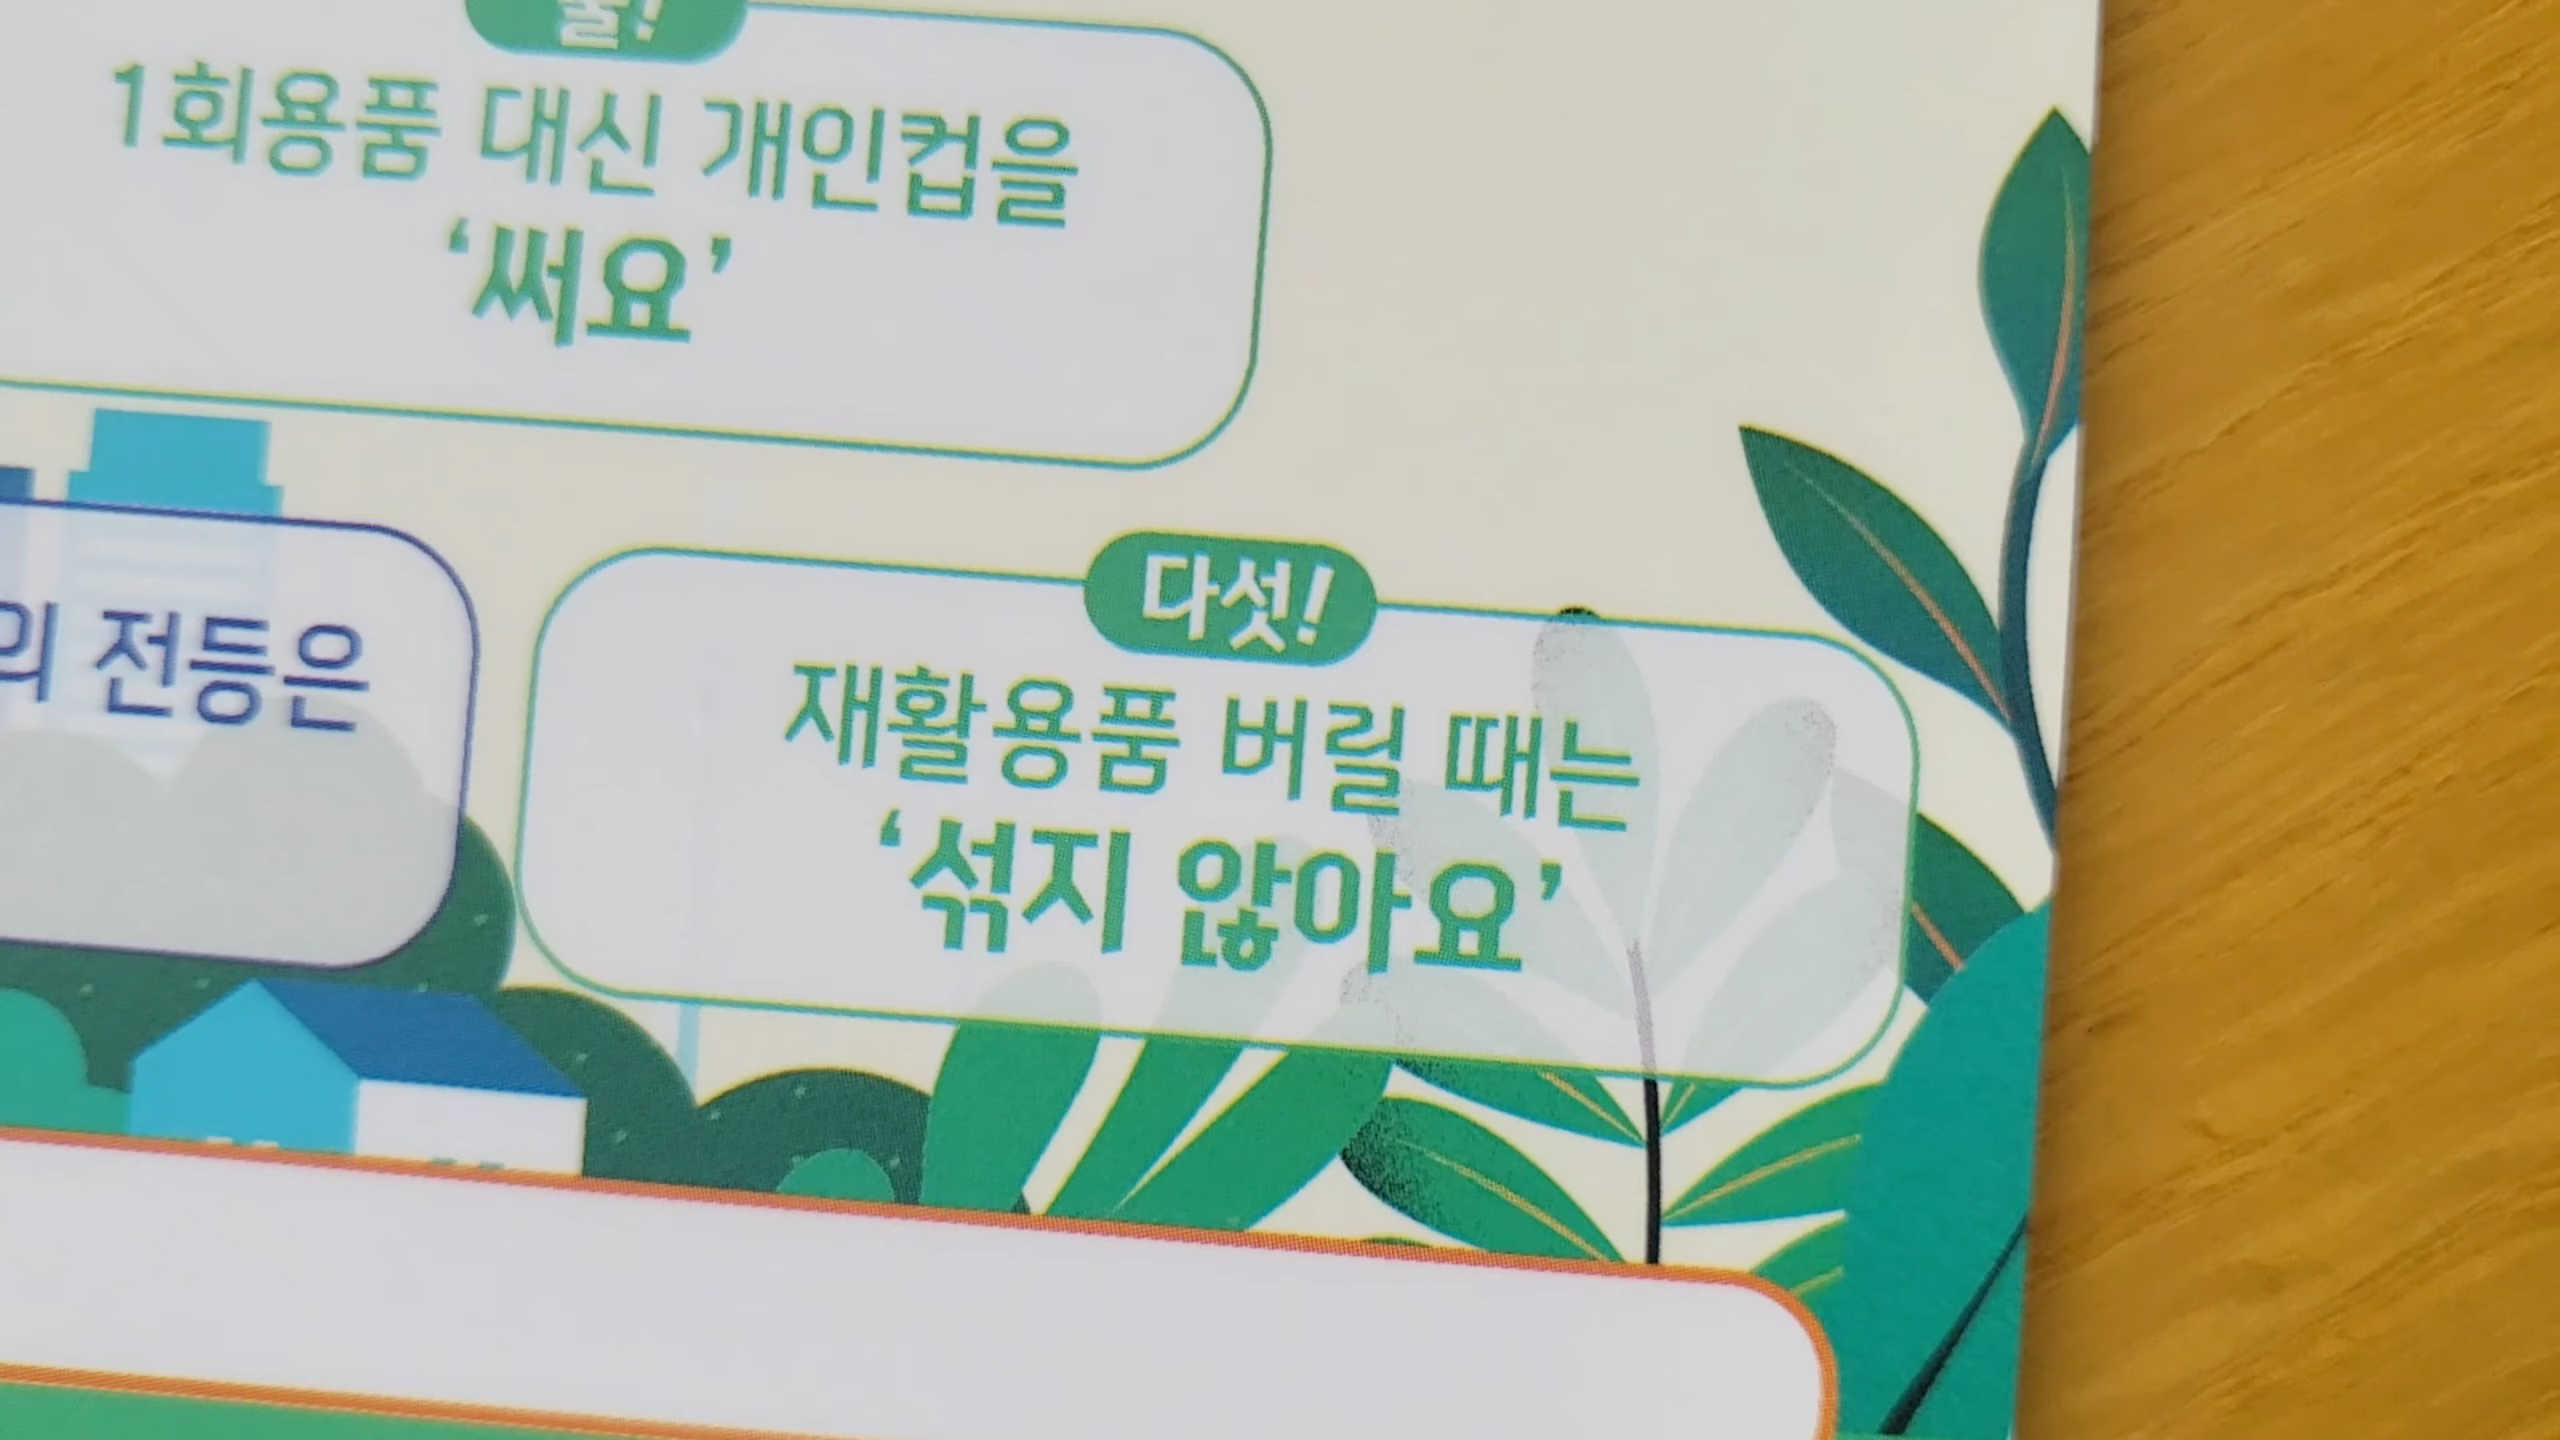 둘!
1회용품 대신 개인컵을
‘써요’
의 전등은
다섯!
재활용품 버릴 때는
‘섞지 않아요’